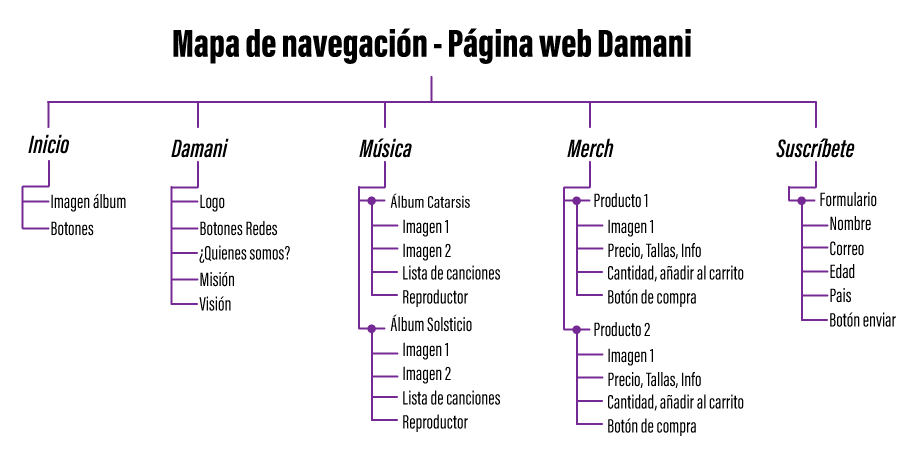 Mapa de navegación - Página web Damani
Inicio
Imagen álbum
Botones
Damani
Logo
Botones Redes
¿Quienes somos?
Misión
Visión
Música
Álbum Catarsis
Imagen 1
Imagen 2
Lista de canciones
Reproductor
Álbum Solsticio
Imagen 1
Imagen 2
Lista de canciones
Reproductor
Merch
Producto 1
Imagen 1
Precio, Tallas, Info
Cantidad, añadir al carrito
Botón de compra
Producto 2
Imagen 1
Precio, Tallas, Info
Cantidad, añadir al carrito
Botón de compra
Suscríbete
Formulario
Nombre
Correo
Edad
Pais
Botón enviar